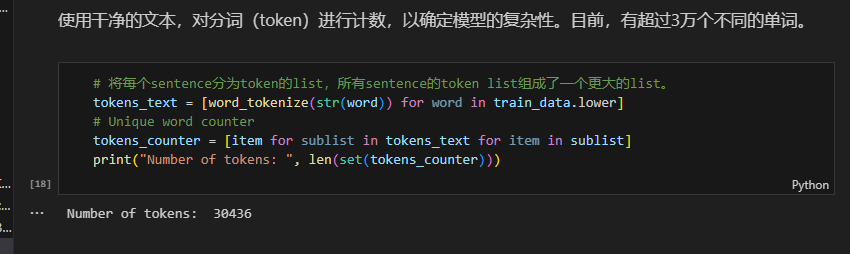 使用干净的文本，对分词（token）进行计数，以确定模型的复杂性。目前，有超过3万个不同的单词。
# 将每个sentence分为token的list，所有sentence的token list组成了一个更大的list。
tokens_text = [word_tokenize(str(word)) for word in train_data.lower]
# Unique word counter
tokens_counter = [item for sublist in tokens_text for item in sublist]
print("Number of tokens: ", len(set(tokens_counter)))
[18]
Python
... Number of tokens:  30436